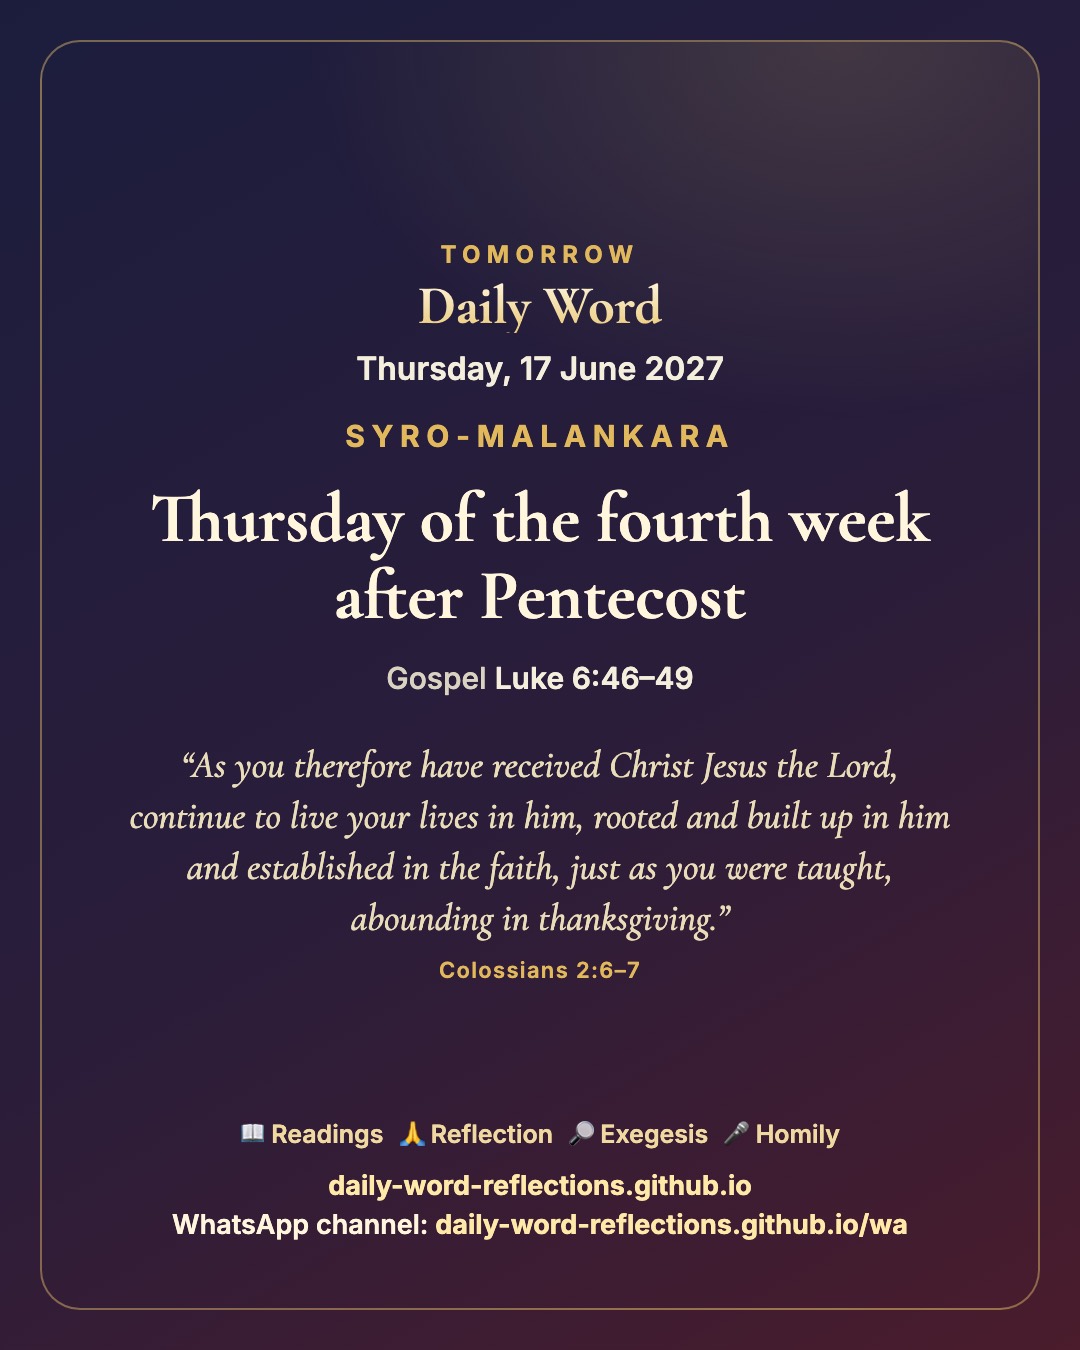 TOMORROW
Daily Word
Thursday, 17 June 2027
SYRO-MALANKARA
Thursday of the fourth week
after Pentecost
Gospel Luke 6:46–49
“As you therefore have received Christ Jesus the Lord,
continue to live your lives in him, rooted and built up in him
and established in the faith, just as you were taught,
abounding in thanksgiving.”
Colossians 2:6–7
📖 Readings 🙏 Reflection 🔎 Exegesis 🎤 Homily
daily-word-reflections.github.io
WhatsApp channel: daily-word-reflections.github.io/wa